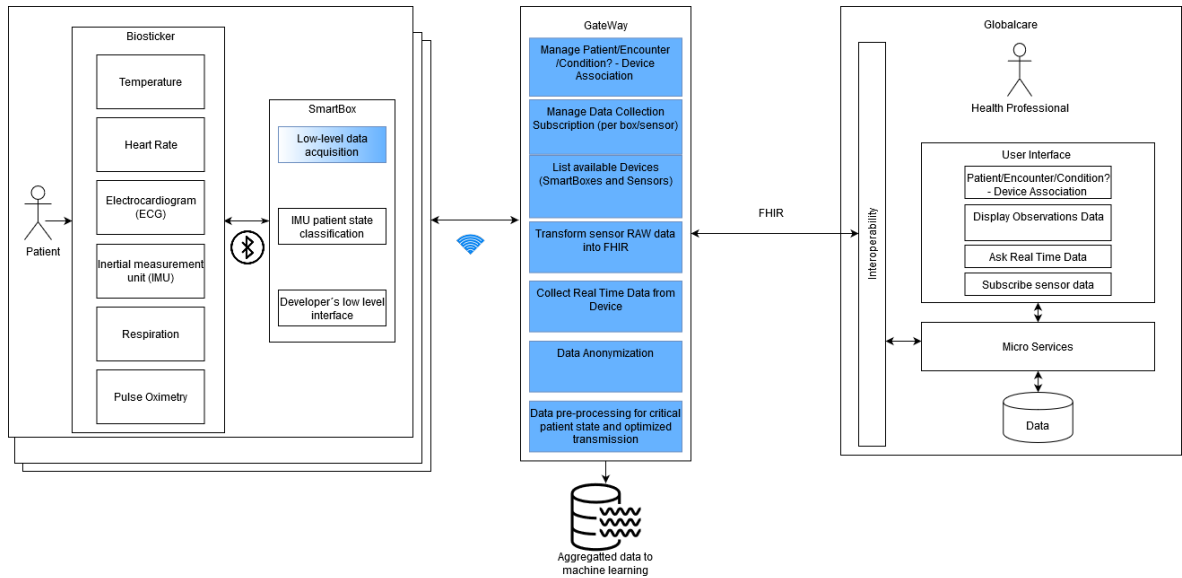 Biosticker
Temperature
Heart Rate
Electrocardiogram
(ECG)
Inertial measurement
unit (IMU)
Respiration
Pulse Oximetry
Patient
SmartBox
Low-level data
acquisition
IMU patient state
classification
Developer´s low level
interface
GateWay
Manage Patient/Encounter
/Condition? - Device
Association
Manage Data Collection
Subscription (per box/sensor)
List available Devices
(SmartBoxes and Sensors)
Transform sensor RAW data
into FHIR
Collect Real Time Data from
Device
Data Anonymization
Data pre-processing for critical
patient state and optimized
transmission
Aggregatted data to
machine learning
FHIR
Globalcare
Health Professional
Interoperability
User Interface
Patient/Encounter/Condition?
- Device Association
Display Observations Data
Ask Real Time Data
Subscribe sensor data
Micro Services
Data